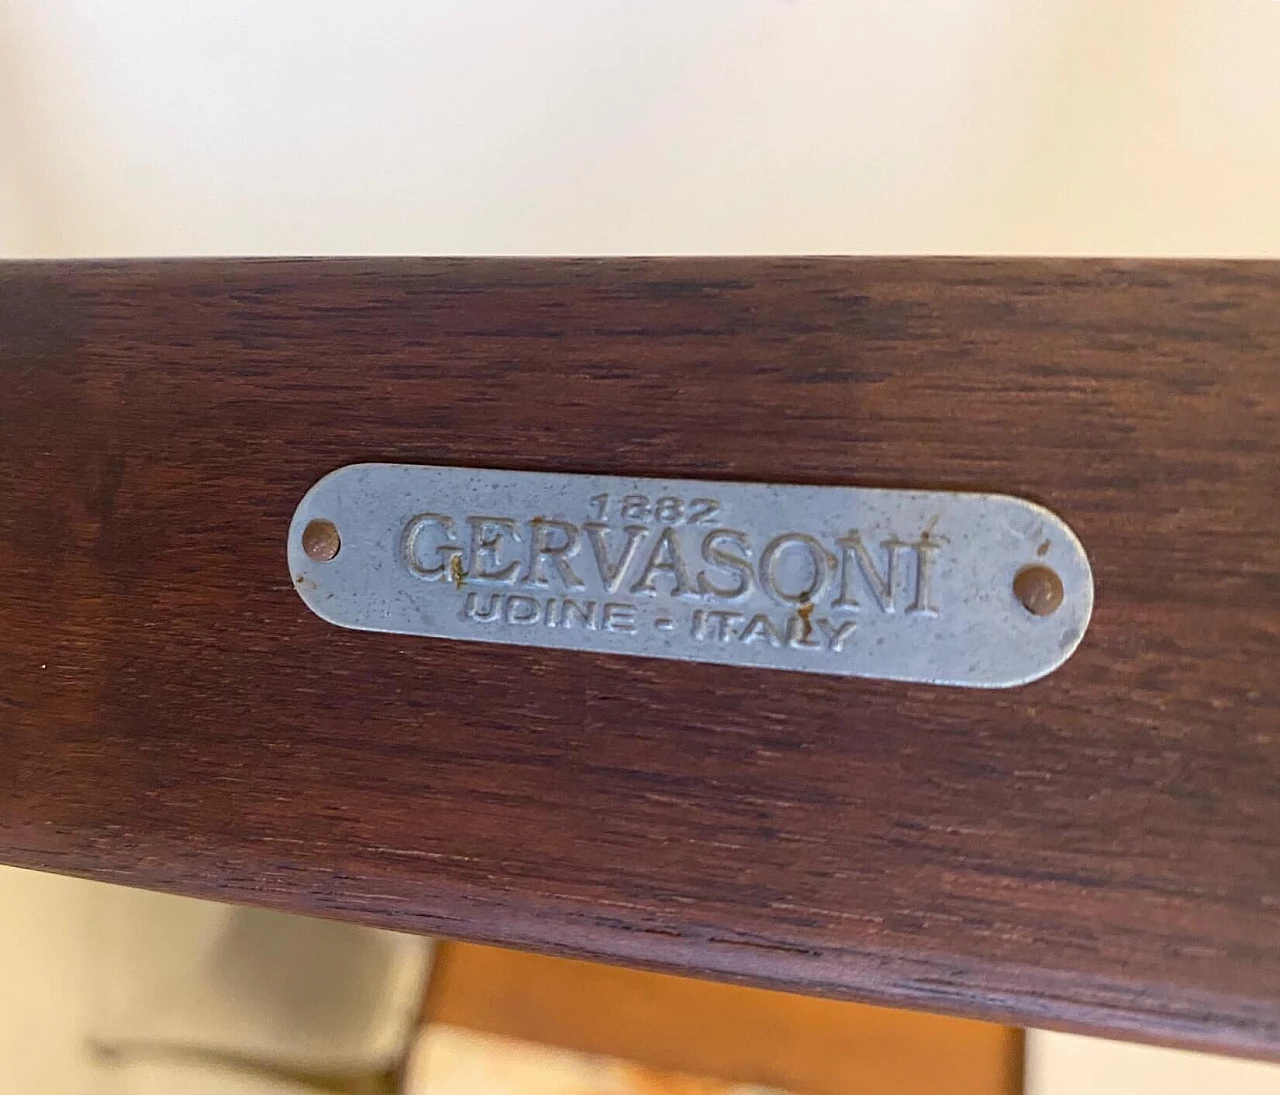 1882
GERVASONI
UDINE - ITALY